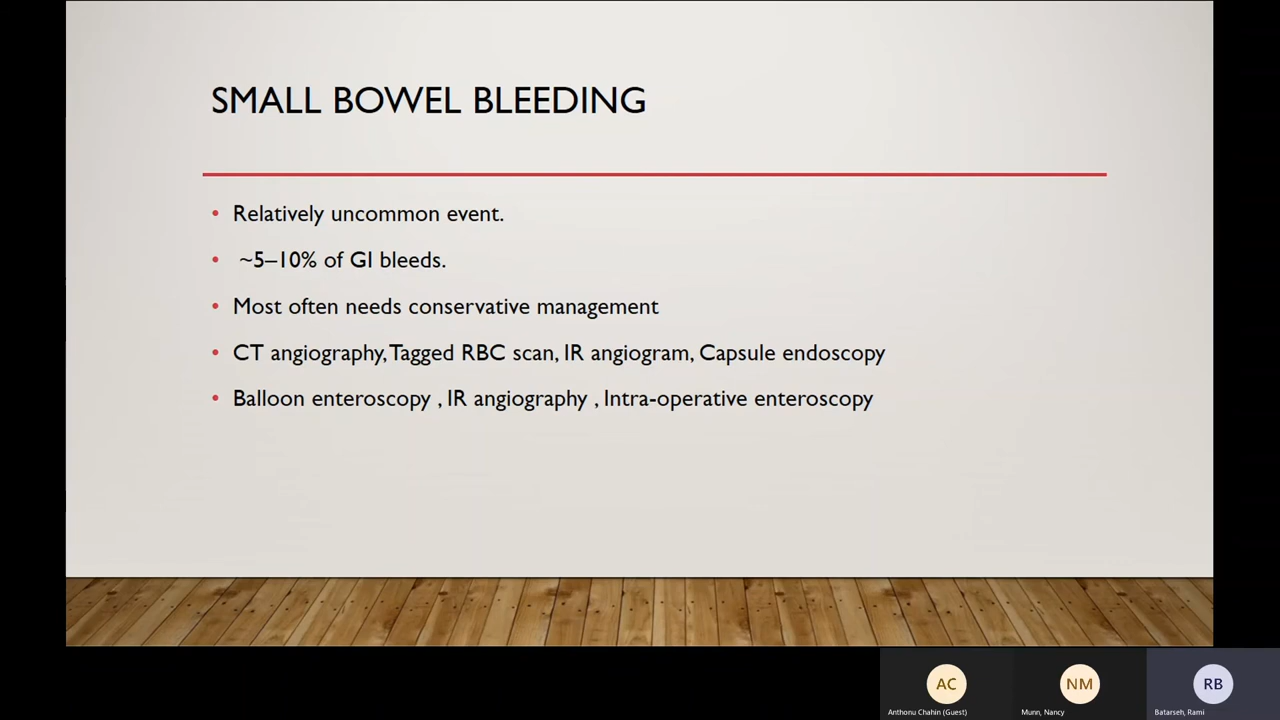 SMALL BOWEL BLEEDING
• Relatively uncommon event.
• ~5–10% of GI bleeds.
• Most often needs conservative management
• CT angiography, Tagged RBC scan, IR angiogram, Capsule endoscopy
• Balloon enteroscopy , IR angiography , Intra-operative enteroscopy
AC
NM
RB
Anthonu Chahin (Guest)
Munn, Nancy
Batarseh, Rami